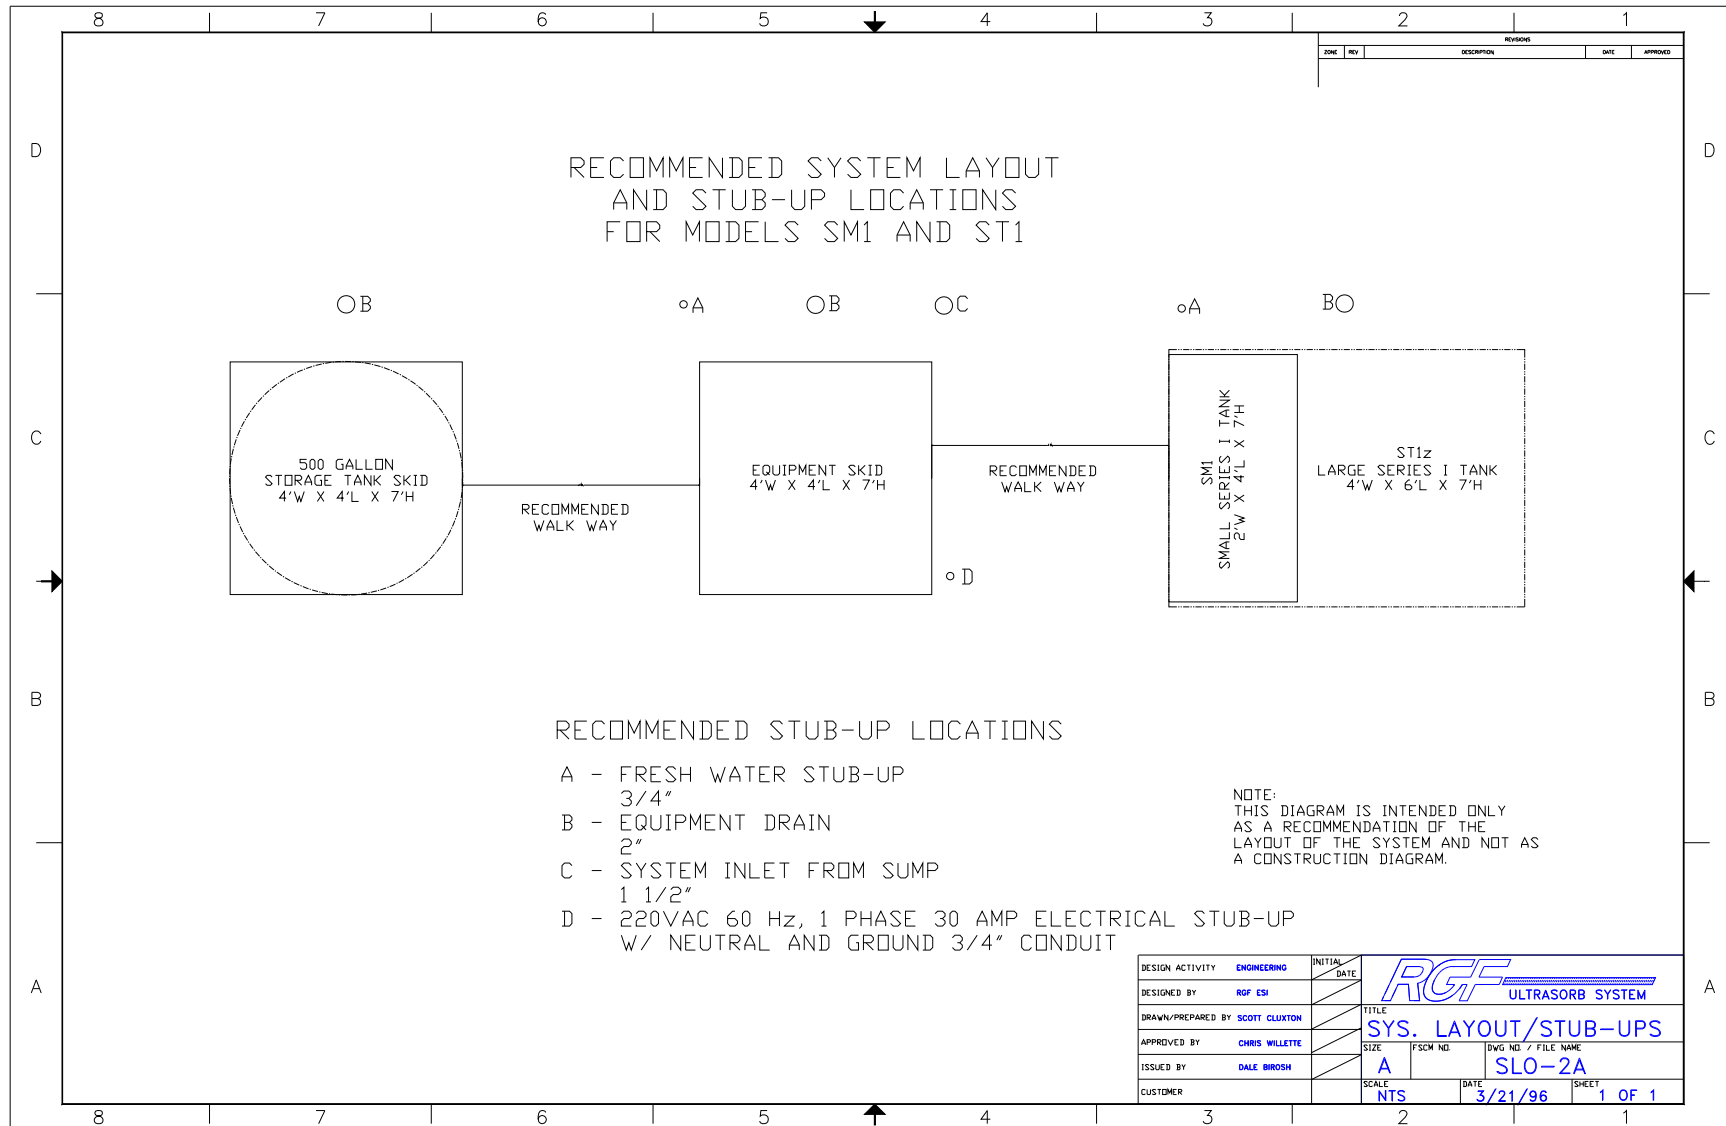 8 7 6 5 4 3 2 1
REVISIONS
ZONE REV DESCRIPTION DATE APPROVED
D D
RECOMMENDED SYSTEM LAYOUT
AND STUB-UP LOCATIONS
FOR MODELS SM1 AND ST1
B A B C A B
C C
500 GALLON
STORAGE TANK SKID
4'W X 4'L X 7'H
RECOMMENDED
WALK WAY
EQUIPMENT SKID
4'W X 4'L X 7'H
RECOMMENDED
WALK WAY
SM1
SMALL SERIES I TANK
2'W X 4'L X 7'H
ST1z
LARGE SERIES I TANK
4'W X 6'L X 7'H
D
B B
RECOMMENDED STUB-UP LOCATIONS
A - FRESH WATER STUB-UP
3/4"
B - EQUIPMENT DRAIN
2"
C - SYSTEM INLET FROM SUMP
1 1/2"
D - 220VAC 60 Hz, 1 PHASE 30 AMP ELECTRICAL STUB-UP
W/ NEUTRAL AND GROUND 3/4" CONDUIT
NOTE:
THIS DIAGRAM IS INTENDED ONLY
AS A RECOMMENDATION OF THE
LAYOUT OF THE SYSTEM AND NOT AS
A CONSTRUCTION DIAGRAM.
A A
DESIGN ACTIVITY ENGINEERING INITIAL DATE
DESIGNED BY RGF ESI
DRAWN/PREPARED BY SCOTT CLUXTON
APPROVED BY CHRIS WILLETTE
ISSUED BY DALE BIROSH
CUSTOMER
RGF
ULTRASORB SYSTEM
TITLE
SYS. LAYOUT/STUB-UPS
SIZE FSCM NO. DWG NO. / FILE NAME
A SLO-2A
SCALE DATE SHEET
NTS 3/21/96 1 OF 1
8 7 6 5 4 3 2 1